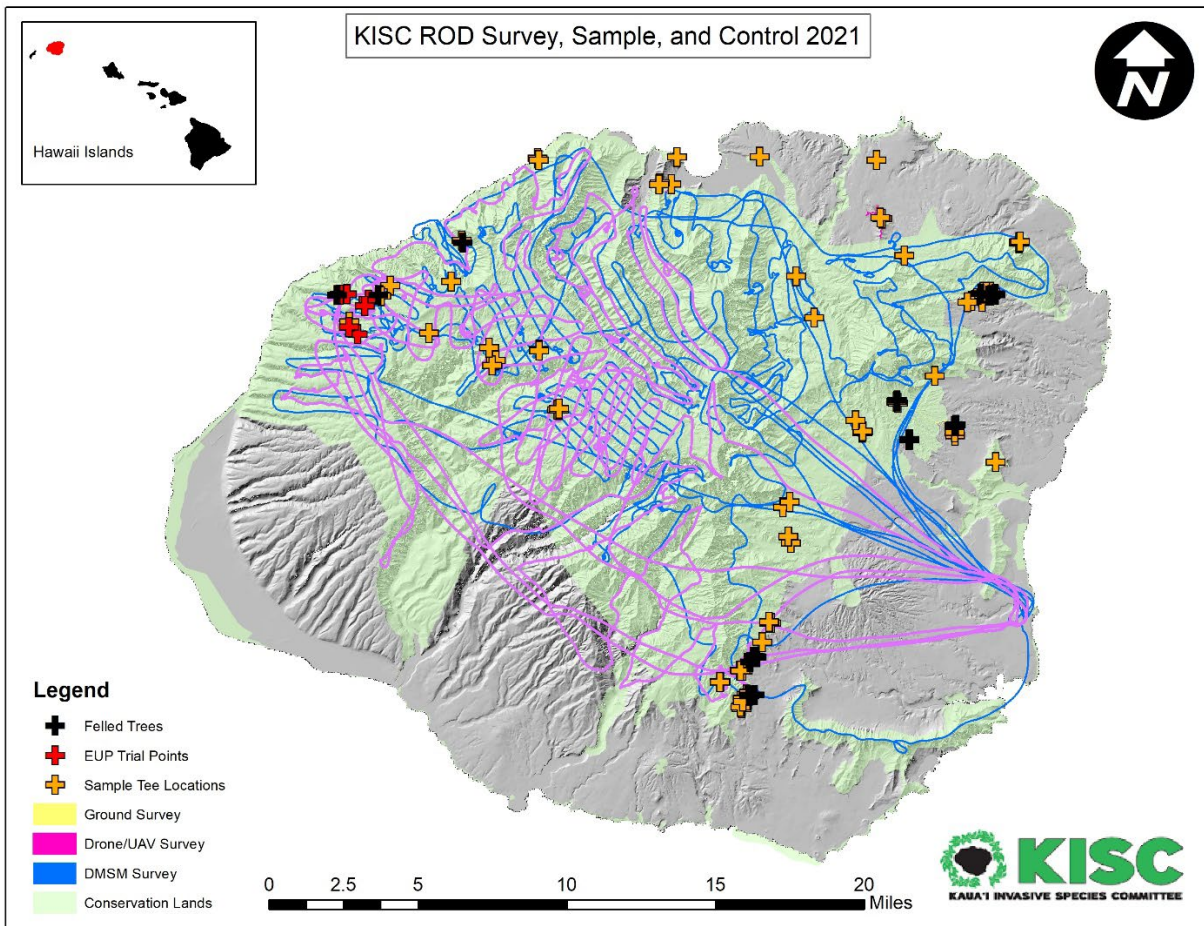 KISC ROD Survey, Sample, and Control 2021
Hawaii Islands
N
Legend
Felled Trees
EUP Trial Points
Sample Tee Locations
Ground Survey
Drone/UAV Survey
DMSM Survey
Conservation Lands
0 2.5 5 10 15 20
Miles
KISC
KAUA'I INVASIVE SPECIES COMMITTEE